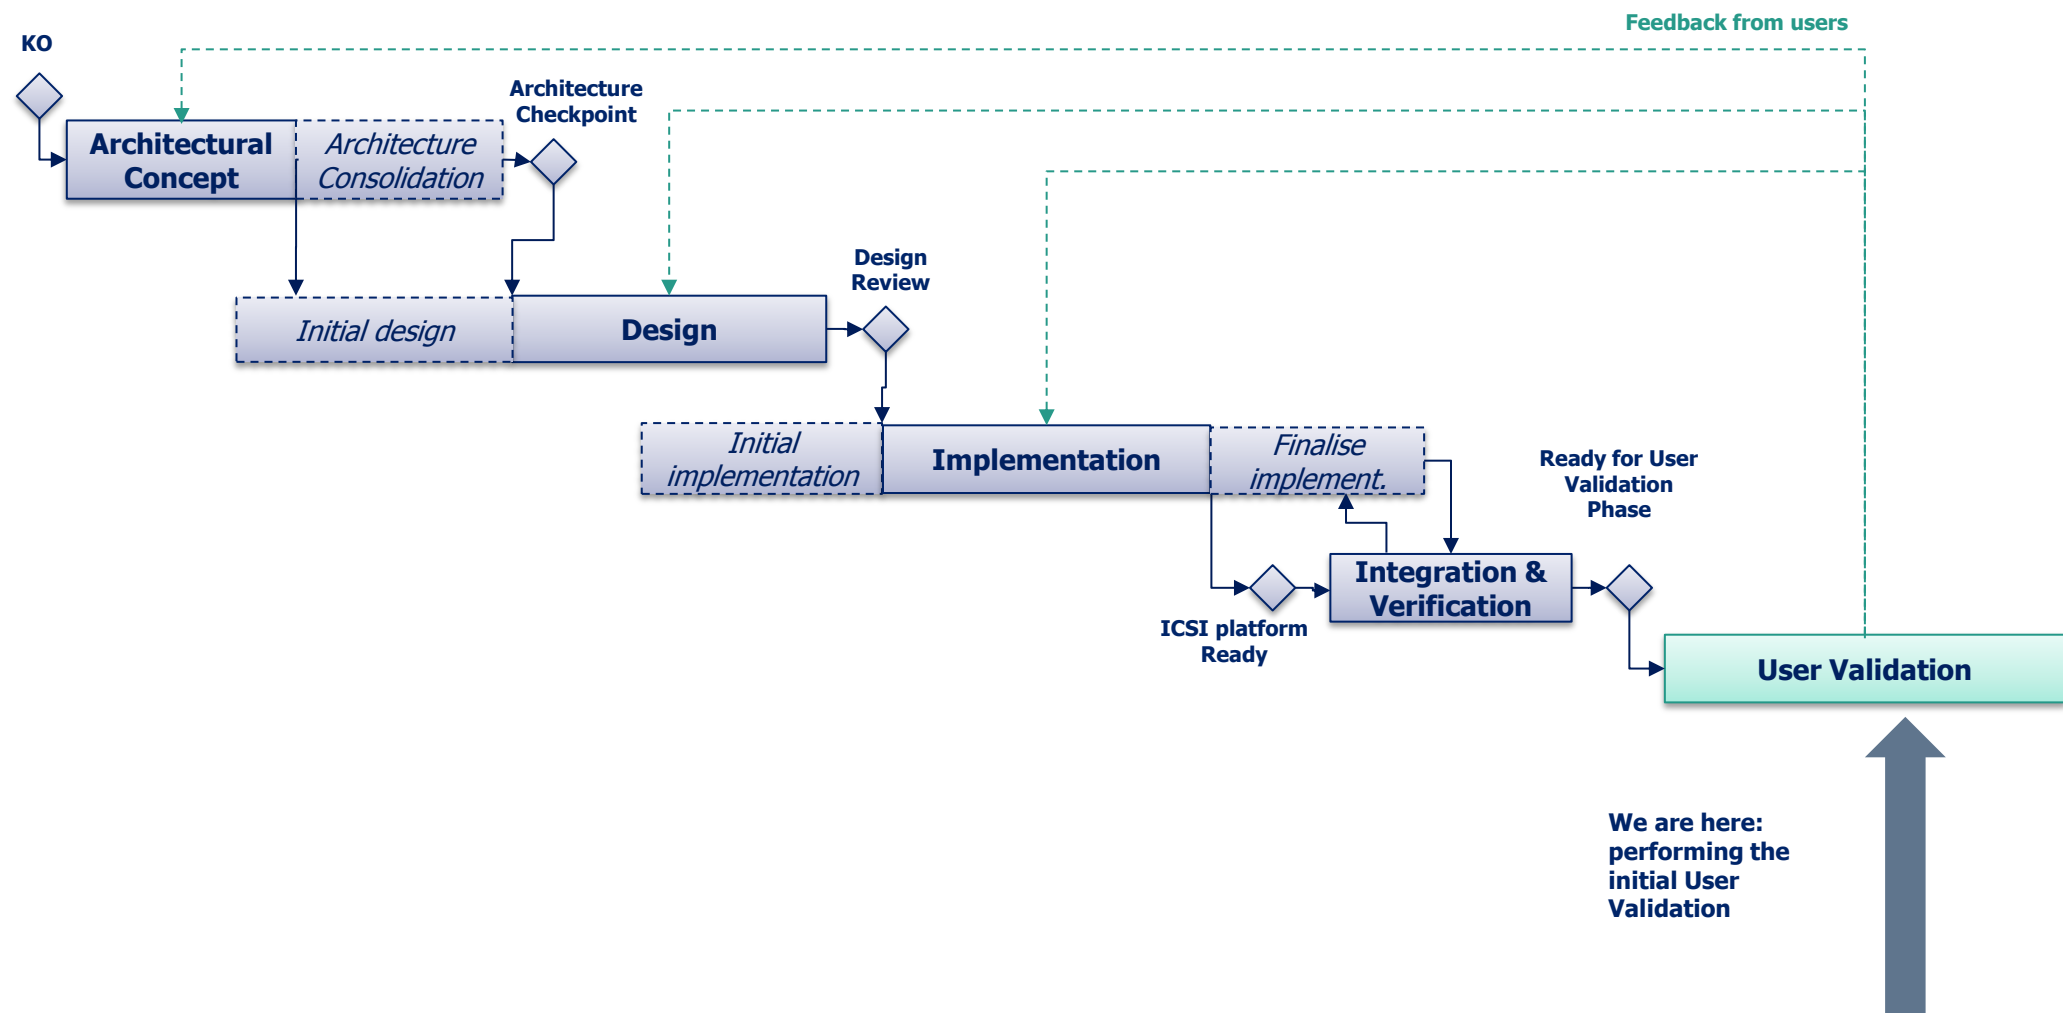 Feedback from users
KO
Architecture
Checkpoint
Architectural
Concept
Architecture
Consolidation
Design
Review
Initial design
Design
Initial
implementation
Implementation
Finalise
implement.
Ready for User
Validation
Phase
Integration &
Verification
ICSI platform
Ready
User Validation
We are here:
performing the
initial User
Validation